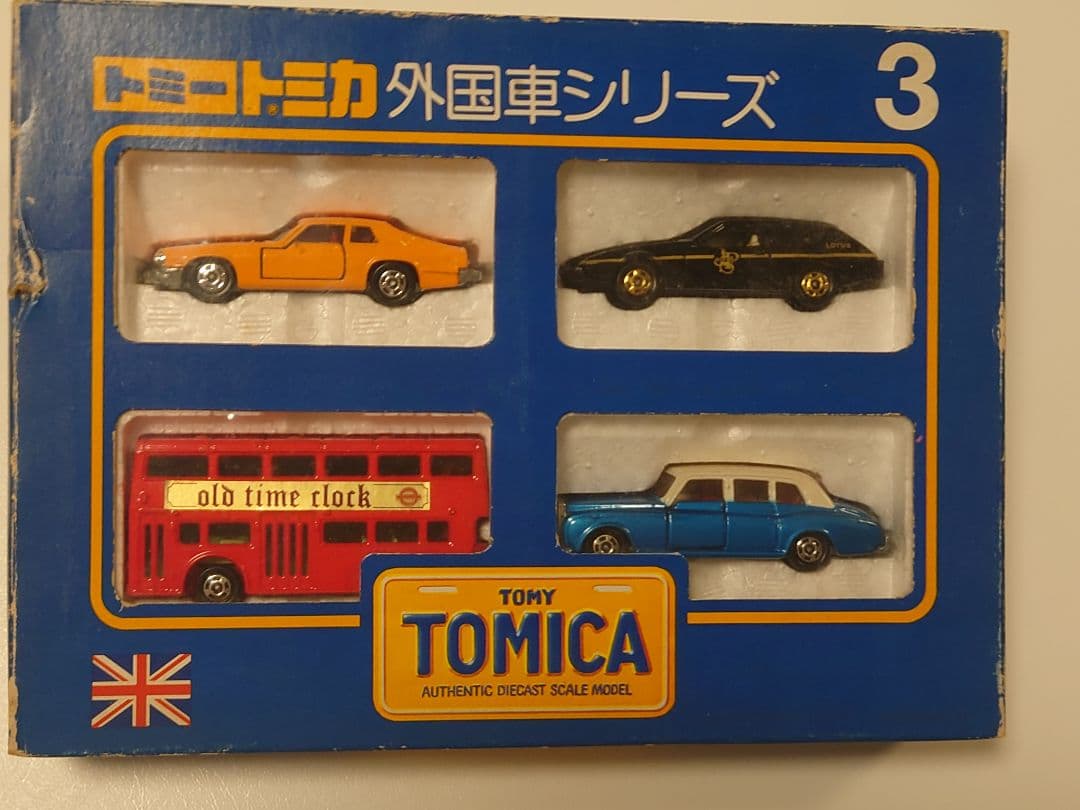 トミートミカ® 外国車シリーズ 3
LOTUS
old time clock
TOMY
TOMICA
AUTHENTIC DIECAST SCALE MODEL